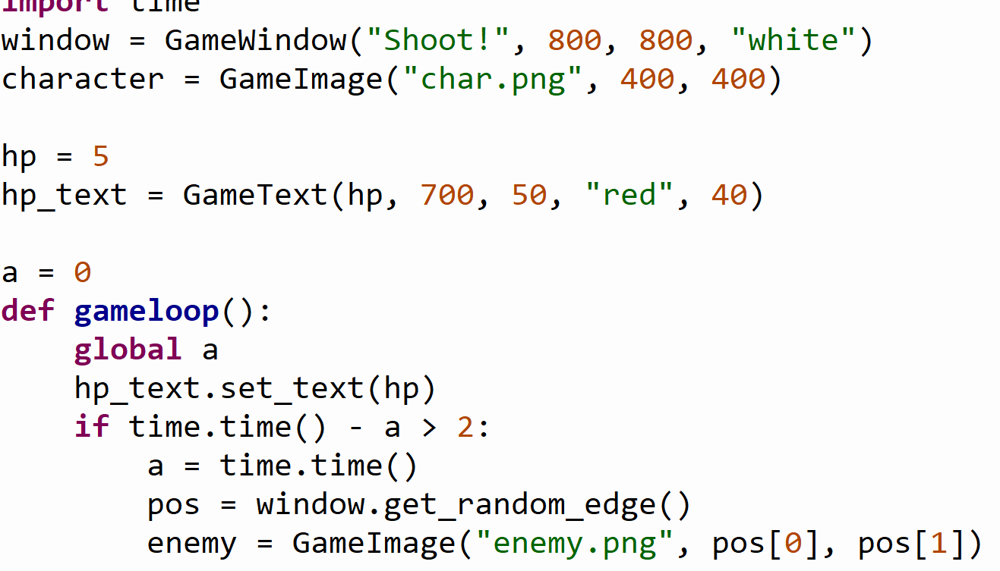 import time
window = GameWindow("Shoot!", 800, 800, "white")
character = GameImage("char.png", 400, 400)

hp = 5
hp_text = GameText(hp, 700, 50, "red", 40)

a = 0
def gameloop():
    global a
    hp_text.set_text(hp)
    if time.time() - a > 2:
        a = time.time()
        pos = window.get_random_edge()
        enemy = GameImage("enemy.png", pos[0], pos[1])